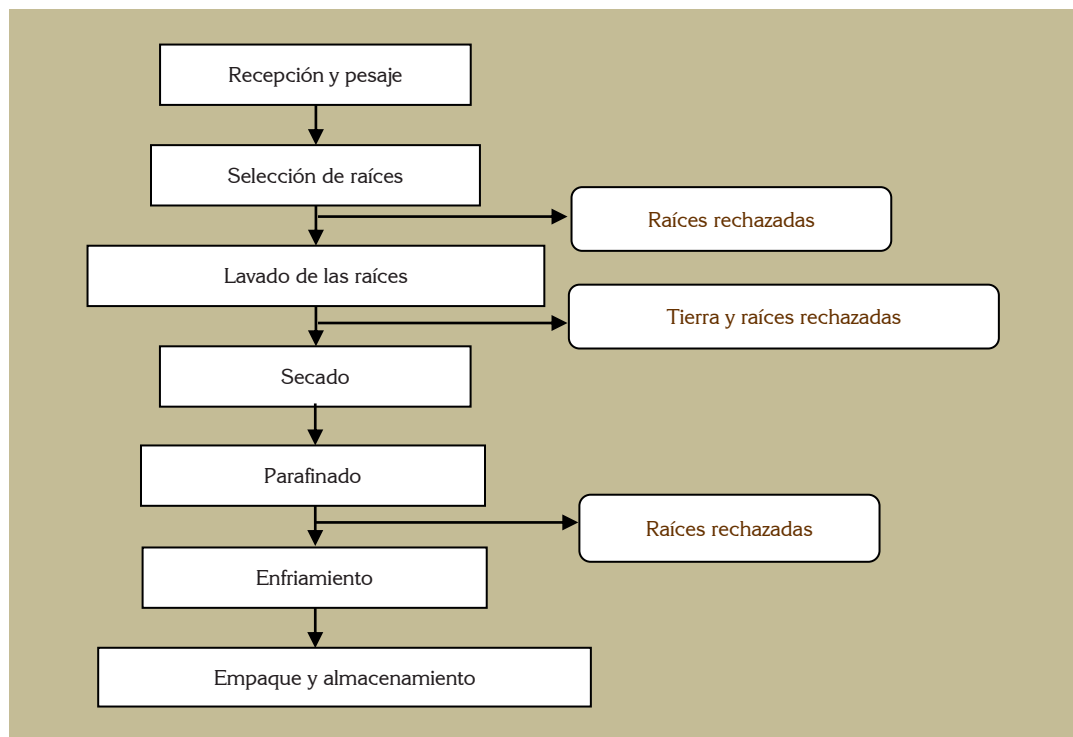 Recepción y pesaje
Selección de raíces
Raíces rechazadas
Lavado de las raíces
Tierra y raíces rechazadas
Secado
Parafinado
Raíces rechazadas
Enfriamiento
Empaque y almacenamiento